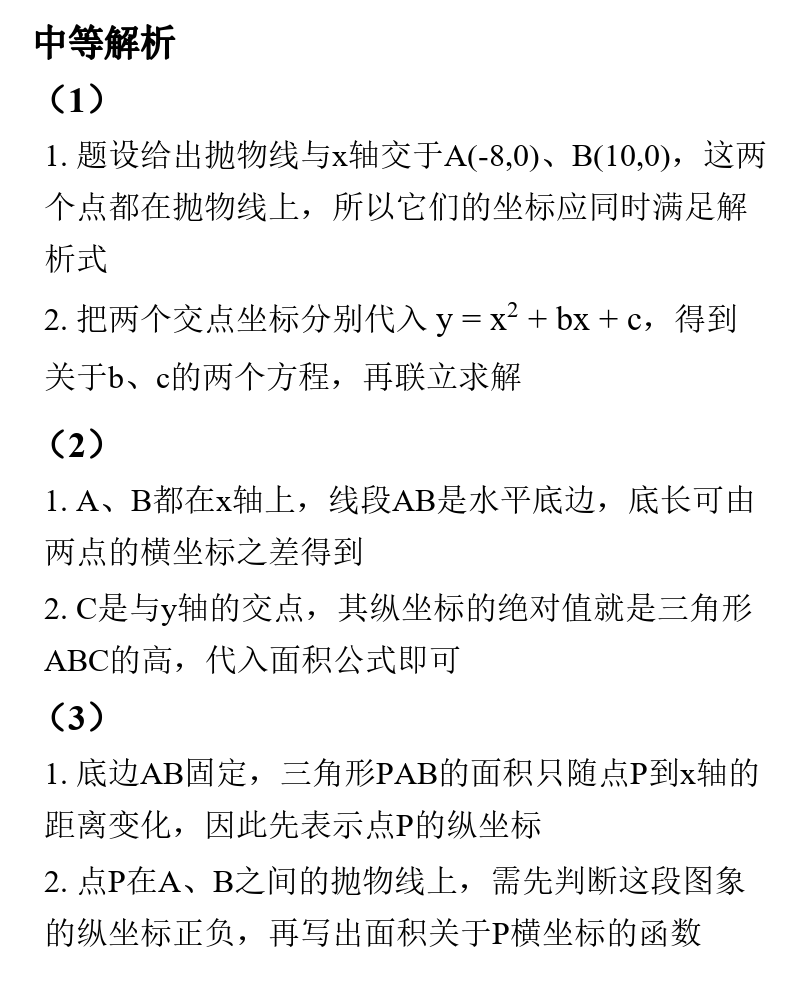 中等解析
（1）
1. 题设给出抛物线与x轴交于A(-8,0)、B(10,0)，这两
个点都在抛物线上，所以它们的坐标应同时满足解
析式
2. 把两个交点坐标分别代入 y = x² + bx + c，得到
关于b、c的两个方程，再联立求解
（2）
1. A、B都在x轴上，线段AB是水平底边，底长可由
两点的横坐标之差得到
2. C是与y轴的交点，其纵坐标的绝对值就是三角形
ABC的高，代入面积公式即可
（3）
1. 底边AB固定，三角形PAB的面积只随点P到x轴的
距离变化，因此先表示点P的纵坐标
2. 点P在A、B之间的抛物线上，需先判断这段图象
的纵坐标正负，再写出面积关于P横坐标的函数